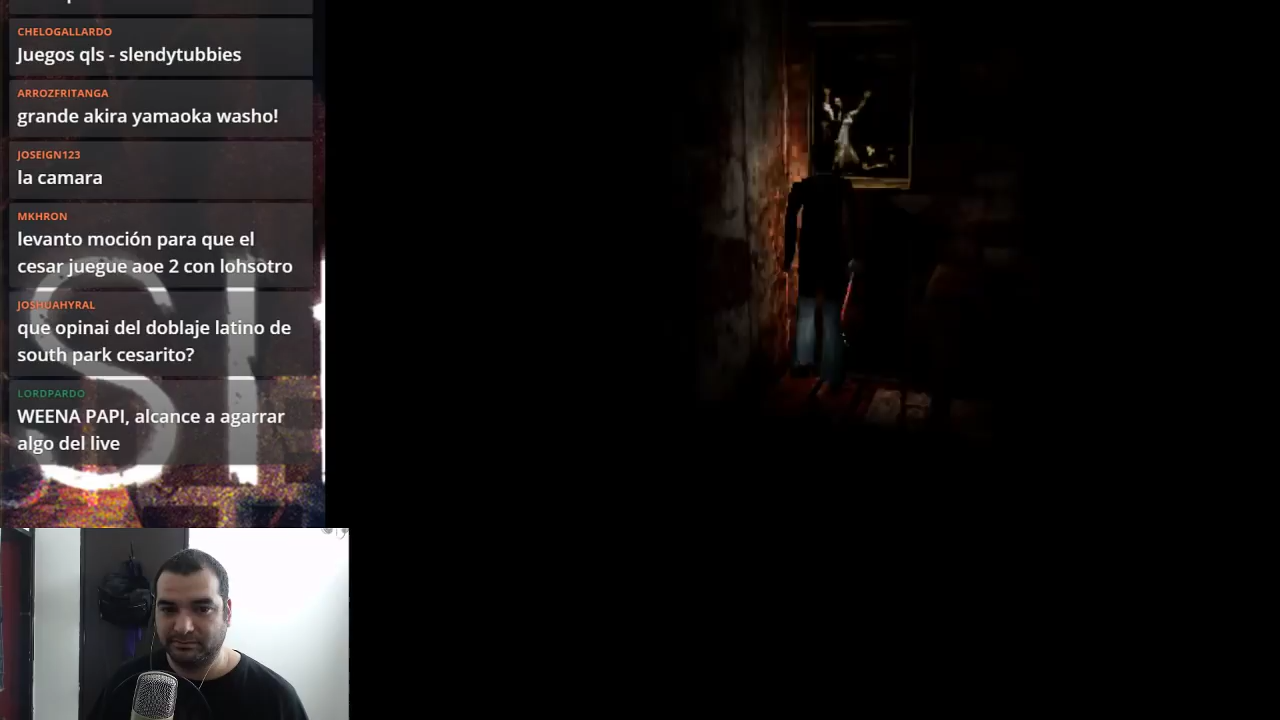 CHELOGALLARDO
Juegos qls - slendytubbies
ARROZFRITANGA
grande akira yamaoka washo!
JOSEIGN123
la camara
MKHRON
levanto moción para que el
cesar juegue aoe 2 con lohsotro
JOSHUAHYRAL
que opinai del doblaje latino de
south park cesarito?
LORDPARDO
WEENA PAPI, alcance a agarrar
algo del live